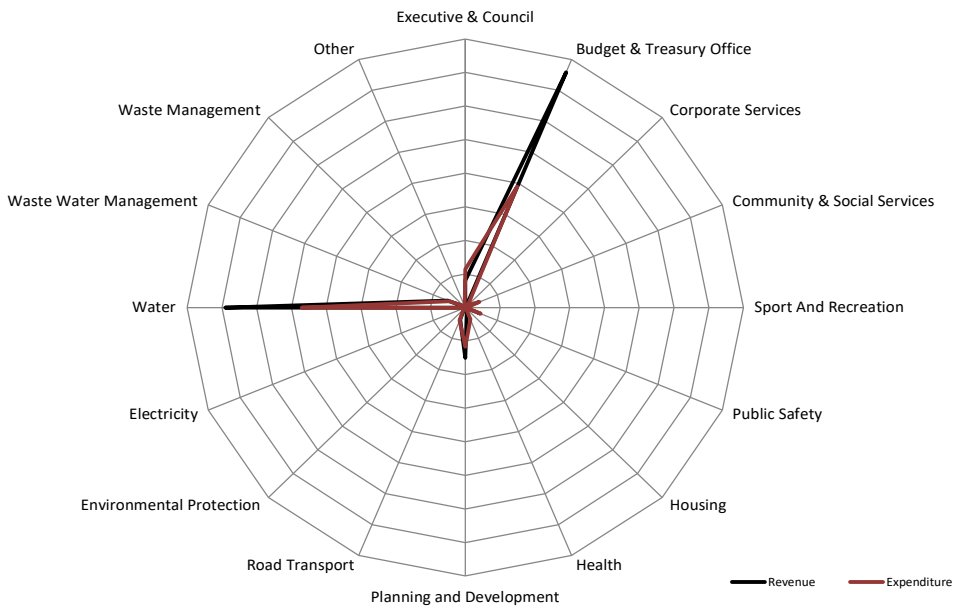 Executive & Council
Budget & Treasury Office
Corporate Services
Community & Social Services
Sport And Recreation
Public Safety
Housing
Health
Planning and Development
Road Transport
Environmental Protection
Electricity
Water
Waste Water Management
Waste Management
Other
Revenue
Expenditure